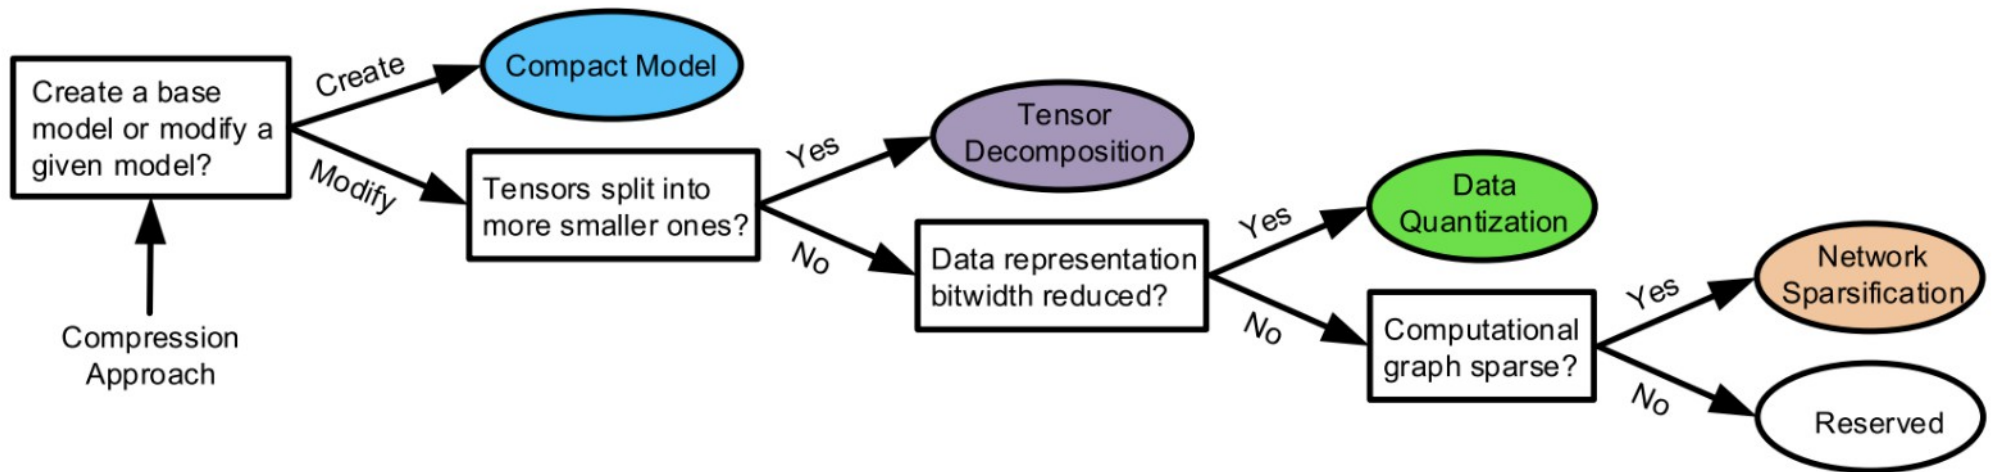 Create a base
model or modify a
given model?
Compression
Approach
Create
Modify
Compact Model
Tensors split into
more smaller ones?
Yes
No
Tensor
Decomposition
Data representation
bitwidth reduced?
Yes
No
Data
Quantization
Computational
graph sparse?
Yes
No
Network
Sparsification
Reserved